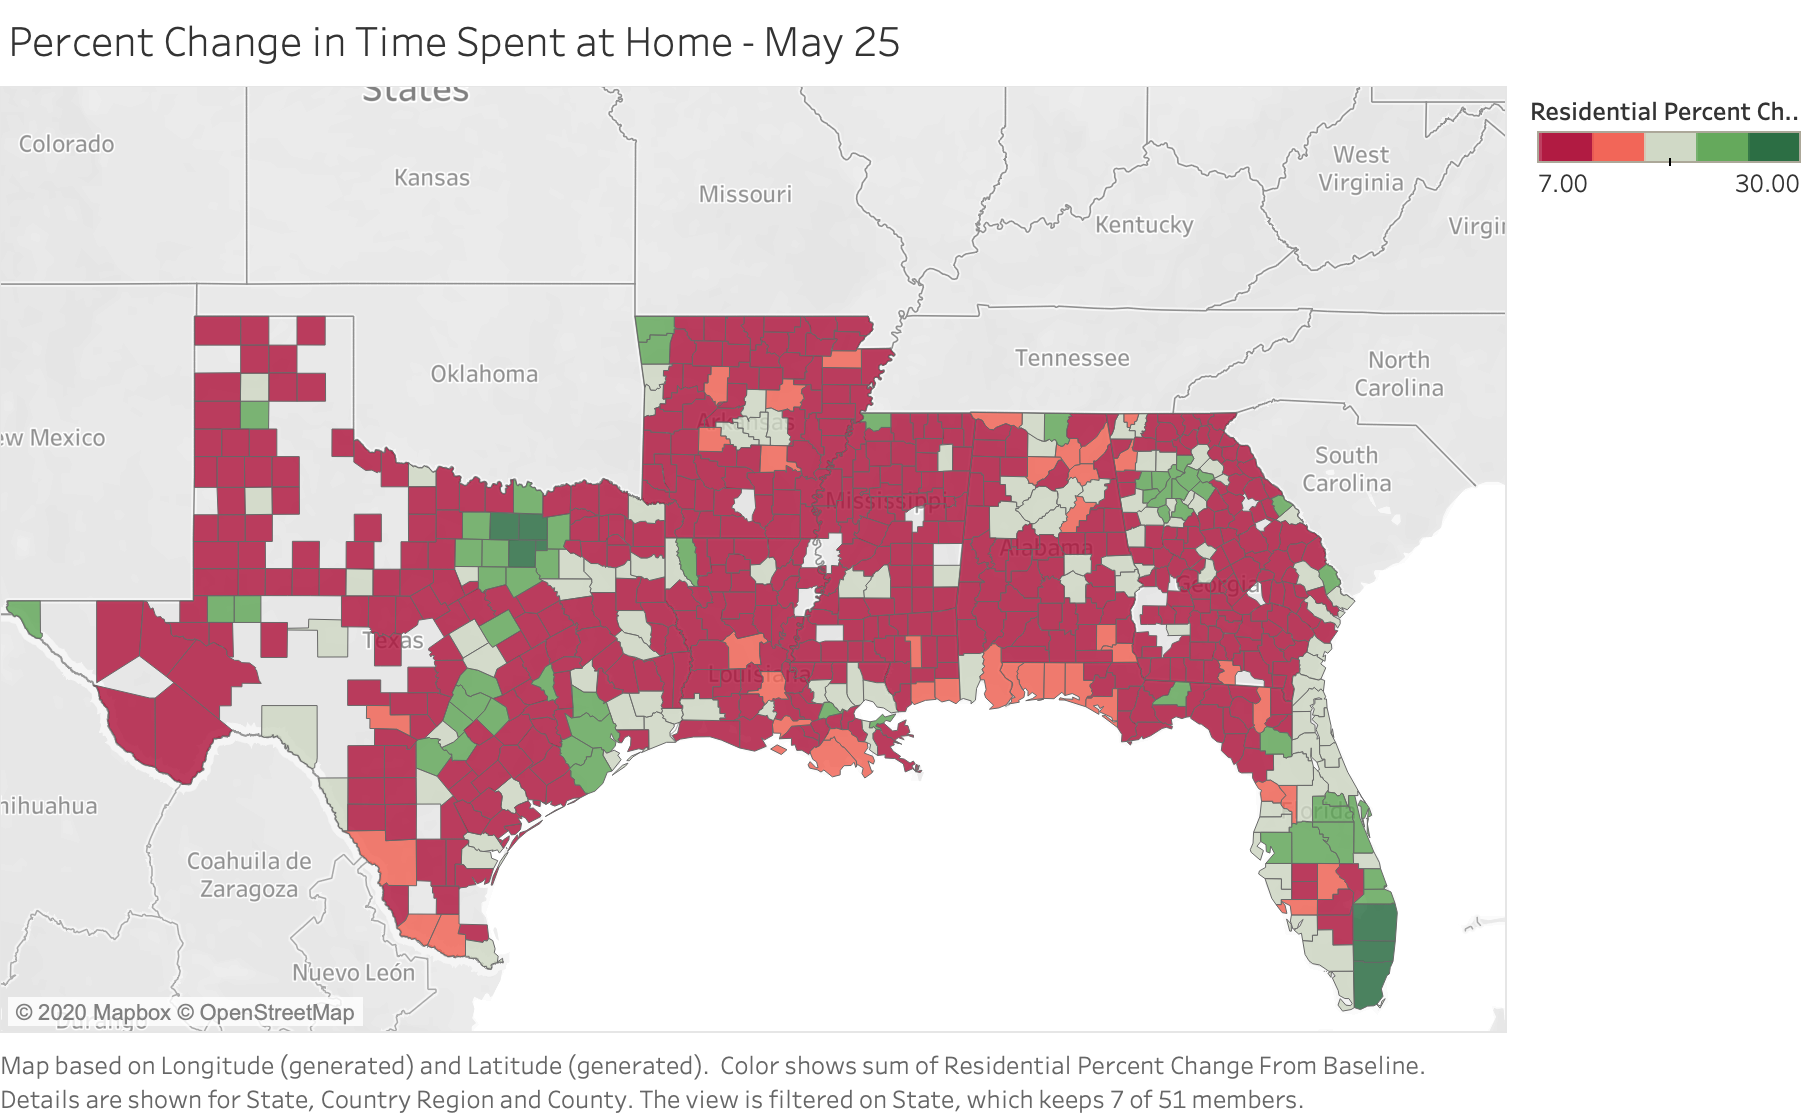 Percent Change in Time Spent at Home - May 25
States
Colorado
Kansas
Missouri
West
Virginia
Kentucky
Virgin
Oklahoma
Tennessee
North
Carolina
ew Mexico
Arkansas
South
Carolina
Mississippi
Alabama
Georgia
Texas
Louisiana
orida
hihuahua
Coahuila de
Zaragoza
Nuevo León
Durango
© 2020 Mapbox © OpenStreetMap
Residential Percent Ch..
7.00 30.00
Map based on Longitude (generated) and Latitude (generated). Color shows sum of Residential Percent Change From Baseline.
Details are shown for State, Country Region and County. The view is filtered on State, which keeps 7 of 51 members.